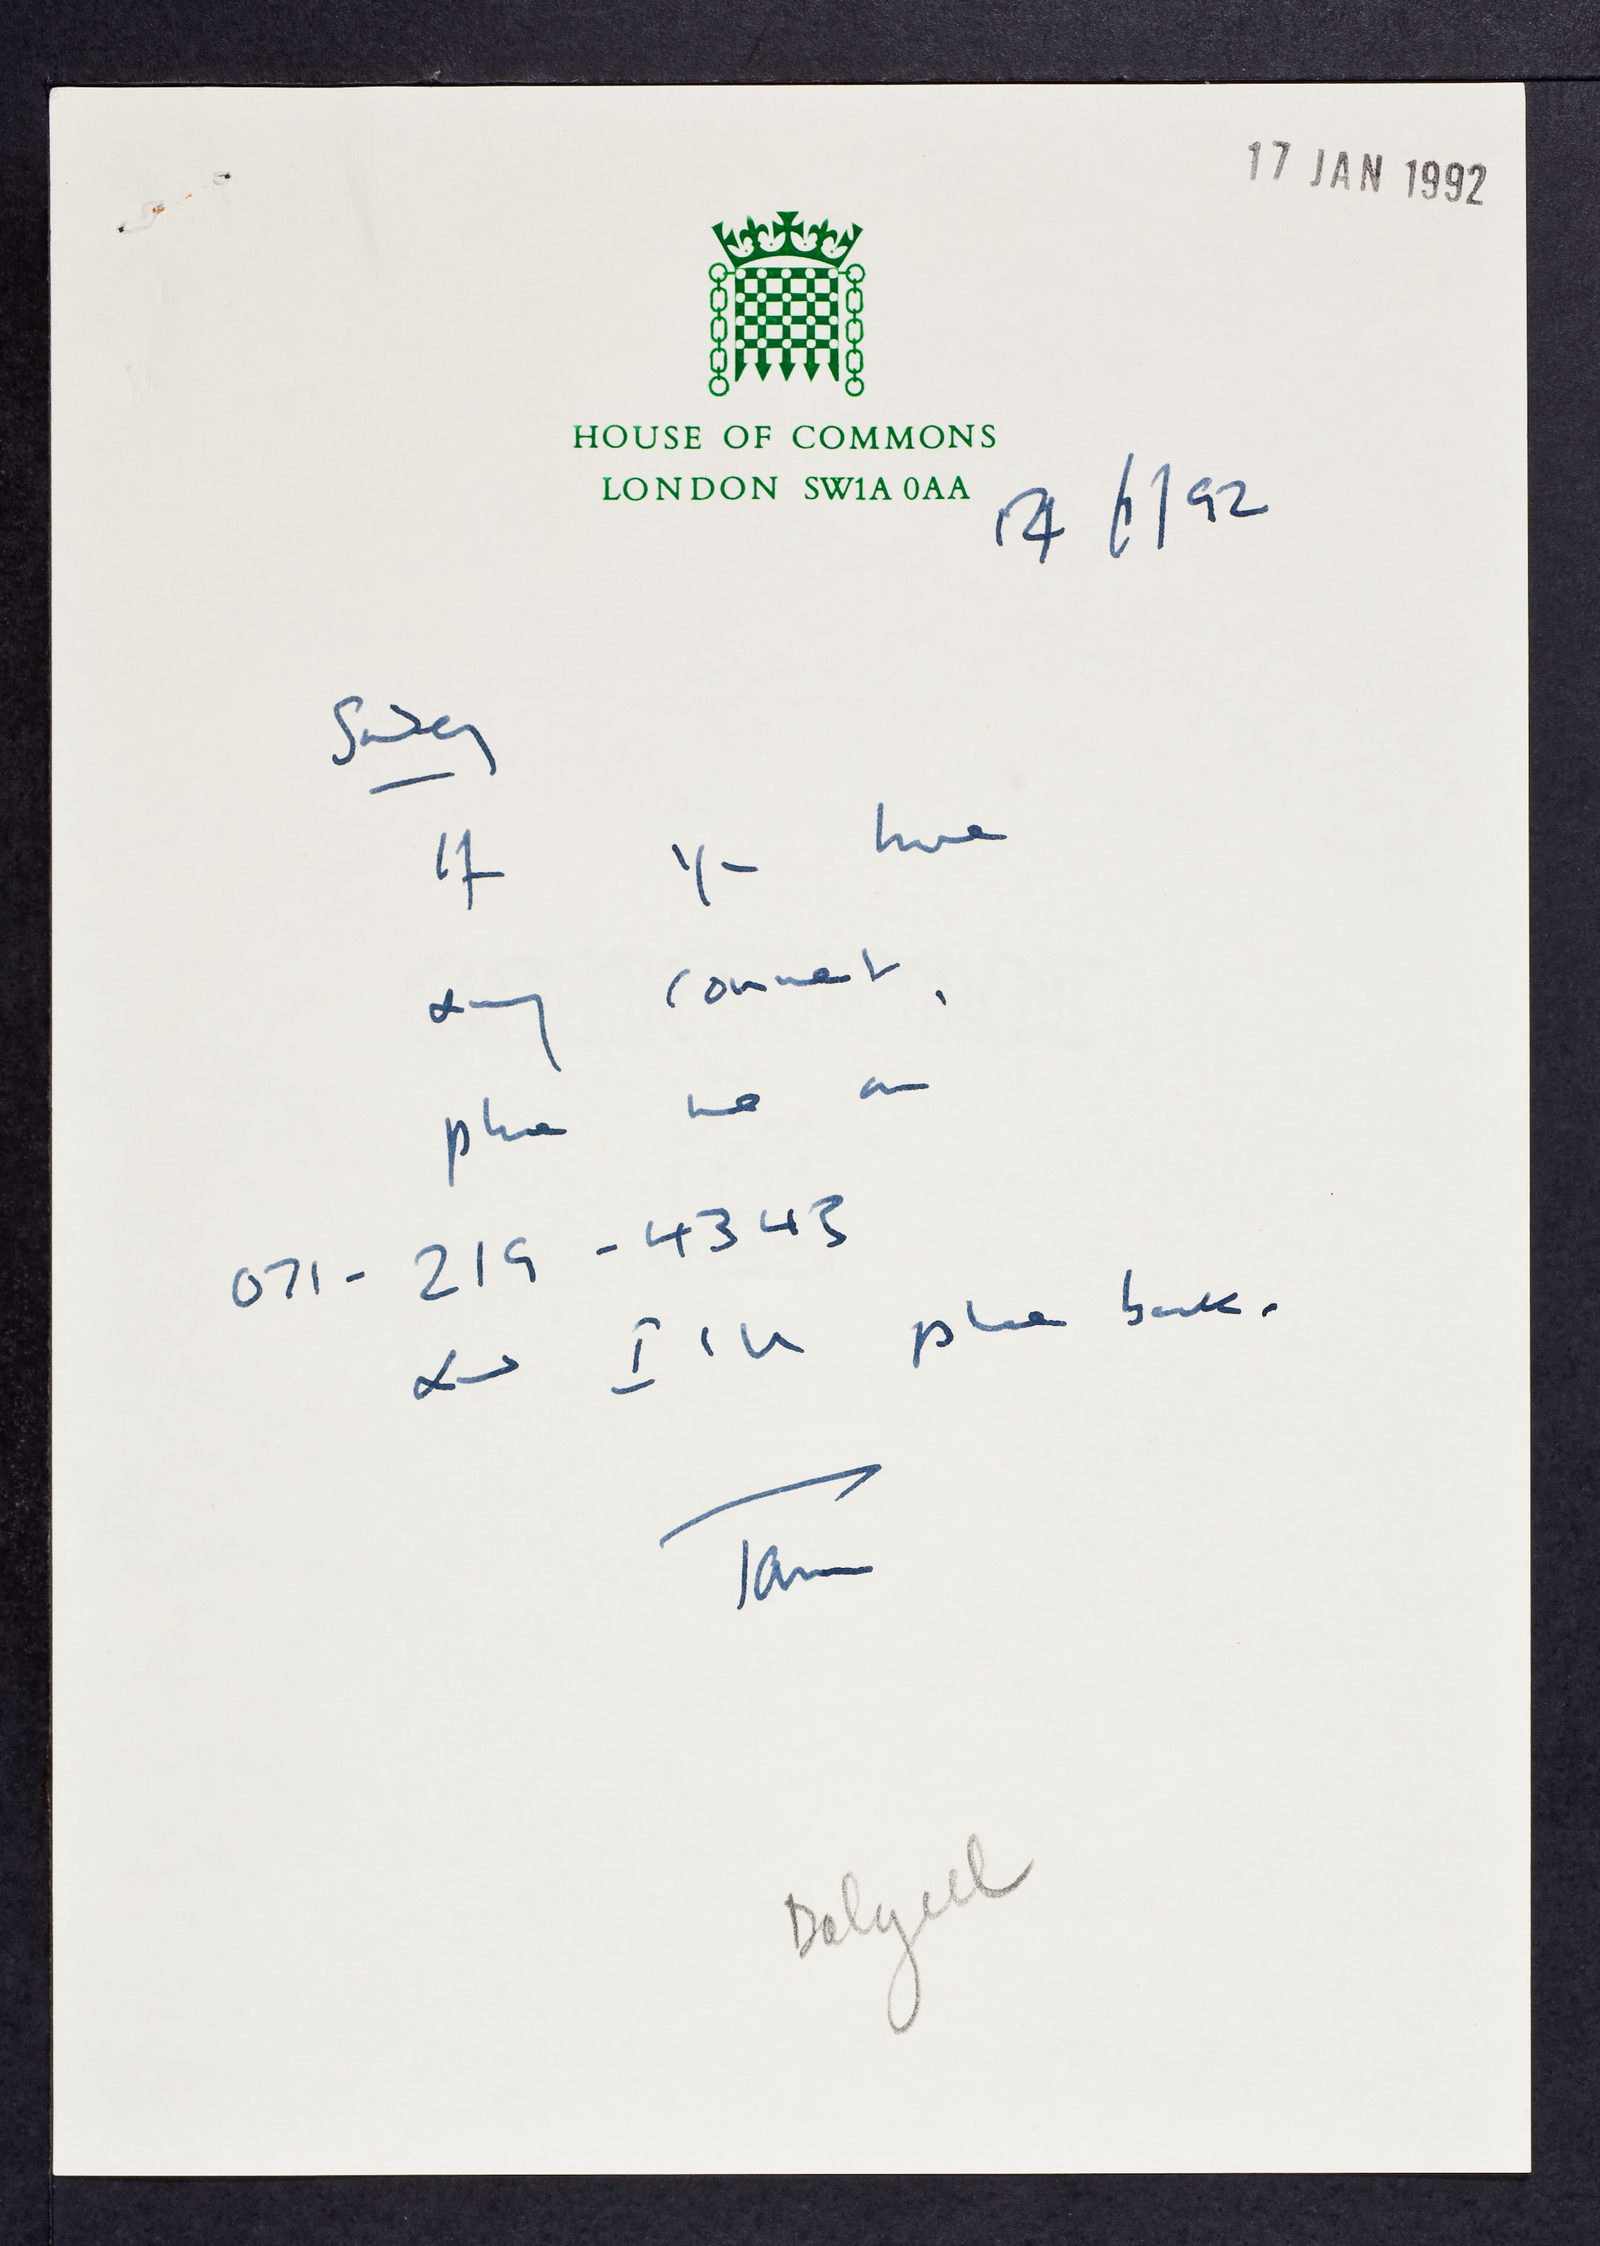 17 JAN 1992
HOUSE OF COMMONS
LONDON SW1A 0AA
/1/92
Sydney
If you have
any comment,
phone me on
071-219-4343
and I'll phone back.
Tam
Dalyell